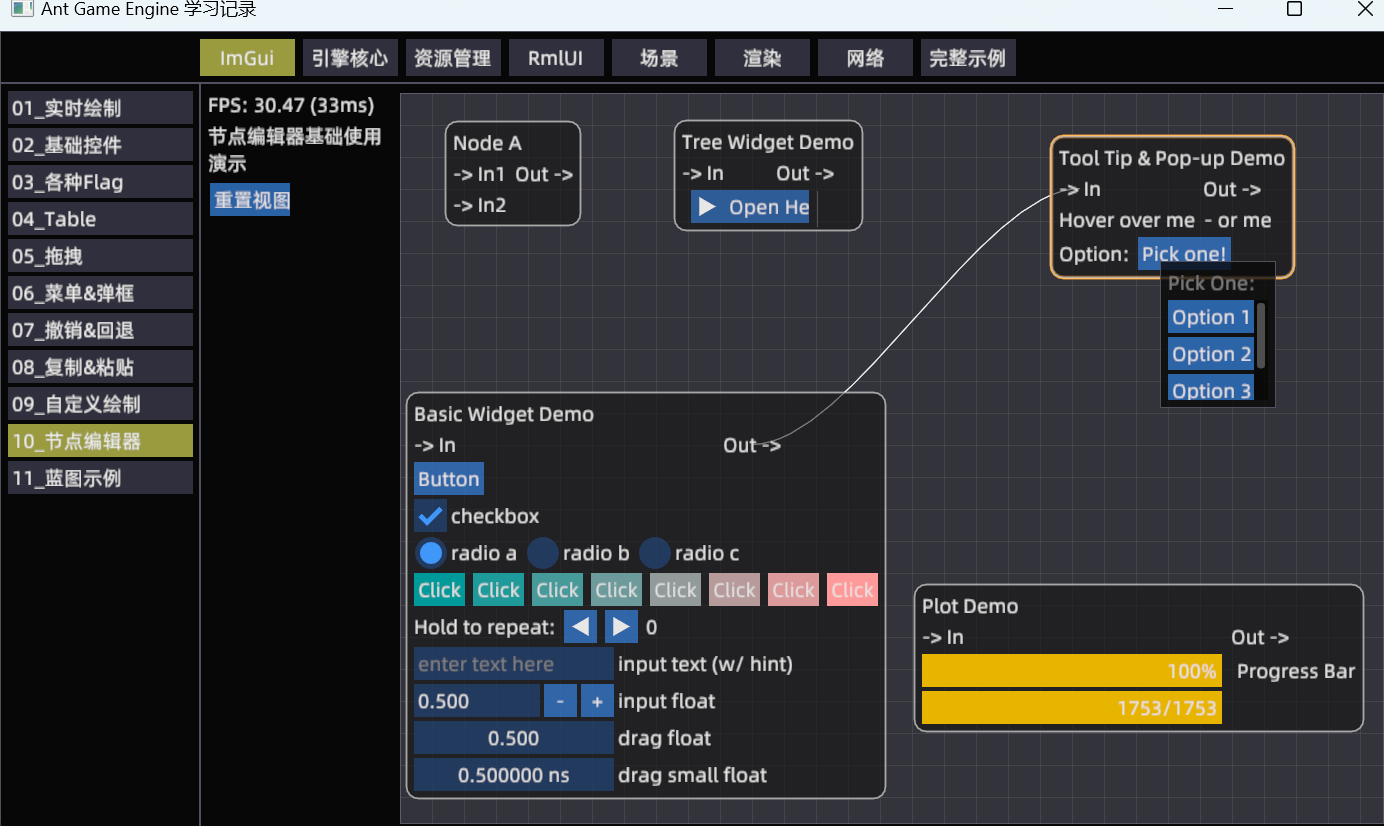 Ant Game Engine 学习记录
ImGui 引擎核心 资源管理 RmlUI 场景 渲染 网络 完整示例
01_实时绘制
02_基础控件
03_各种Flag
04_Table
05_拖拽
06_菜单&弹框
07_撤销&回退
08_复制&粘贴
09_自定义绘制
10_节点编辑器
11_蓝图示例
FPS: 30.47 (33ms)
节点编辑器基础使用
演示
重置视图
Node A
-> In1 Out ->
-> In2
Tree Widget Demo
-> In Out ->
Open He
Tool Tip & Pop-up Demo
-> In Out ->
Hover over me - or me
Option: Pick one!
Pick One:
Option 1
Option 2
Option 3
Basic Widget Demo
-> In Out ->
Button
checkbox
radio a radio b radio c
Click Click Click Click Click Click Click Click
Hold to repeat: 0
enter text here input text (w/ hint)
0.500 - + input float
0.500 drag float
0.500000 ns drag small float
Plot Demo
-> In Out ->
100% Progress Bar
1753/1753